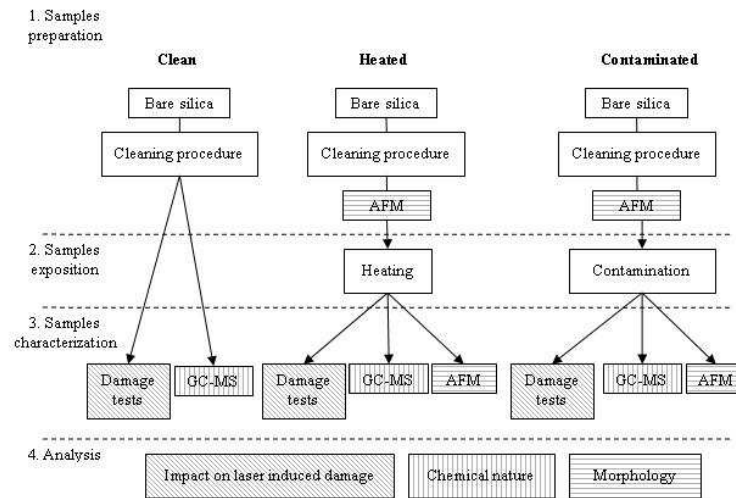 1. Samples
preparation
Clean Heated Contaminated
Bare silica Bare silica Bare silica
Cleaning procedure Cleaning procedure Cleaning procedure
AFM AFM
2. Samples
exposition
Heating Contamination
3. Samples
characterization
Damage
tests
GC-MS
Damage
tests
GC-MS
AFM
Damage
tests
GC-MS
AFM
4. Analysis
Impact on laser induced damage
Chemical nature
Morphology